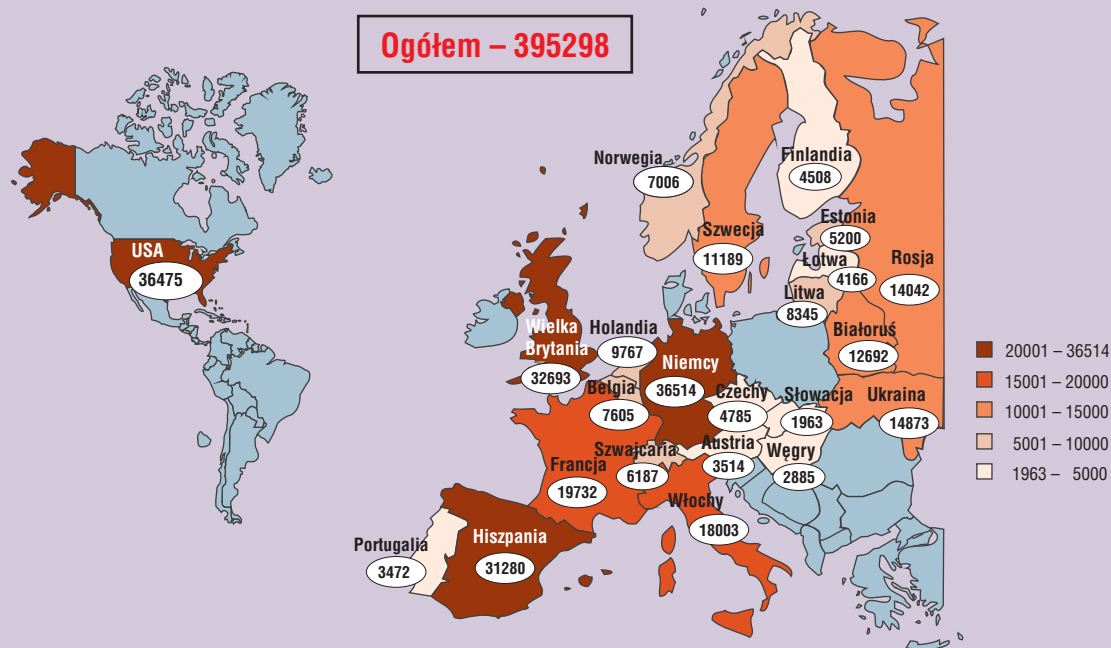 Ogółem – 395298
USA
36475
Norwegia
7006
Finlandia
4508
Szwecja
11189
Estonia
5200
Łotwa
4166
Rosja
14042
Litwa
8345
Białoruś
12692
Wielka
Brytania
32693
Holandia
9767
Niemcy
36514
Belgia
7605
Czechy
4785
Słowacja
1963
Ukraina
14873
Szwajcaria
6187
Austria
3514
Węgry
2885
Francja
19732
Włochy
18003
Portugalia
3472
Hiszpania
31280
20001 – 36514
15001 – 20000
10001 – 15000
5001 – 10000
1963 – 5000